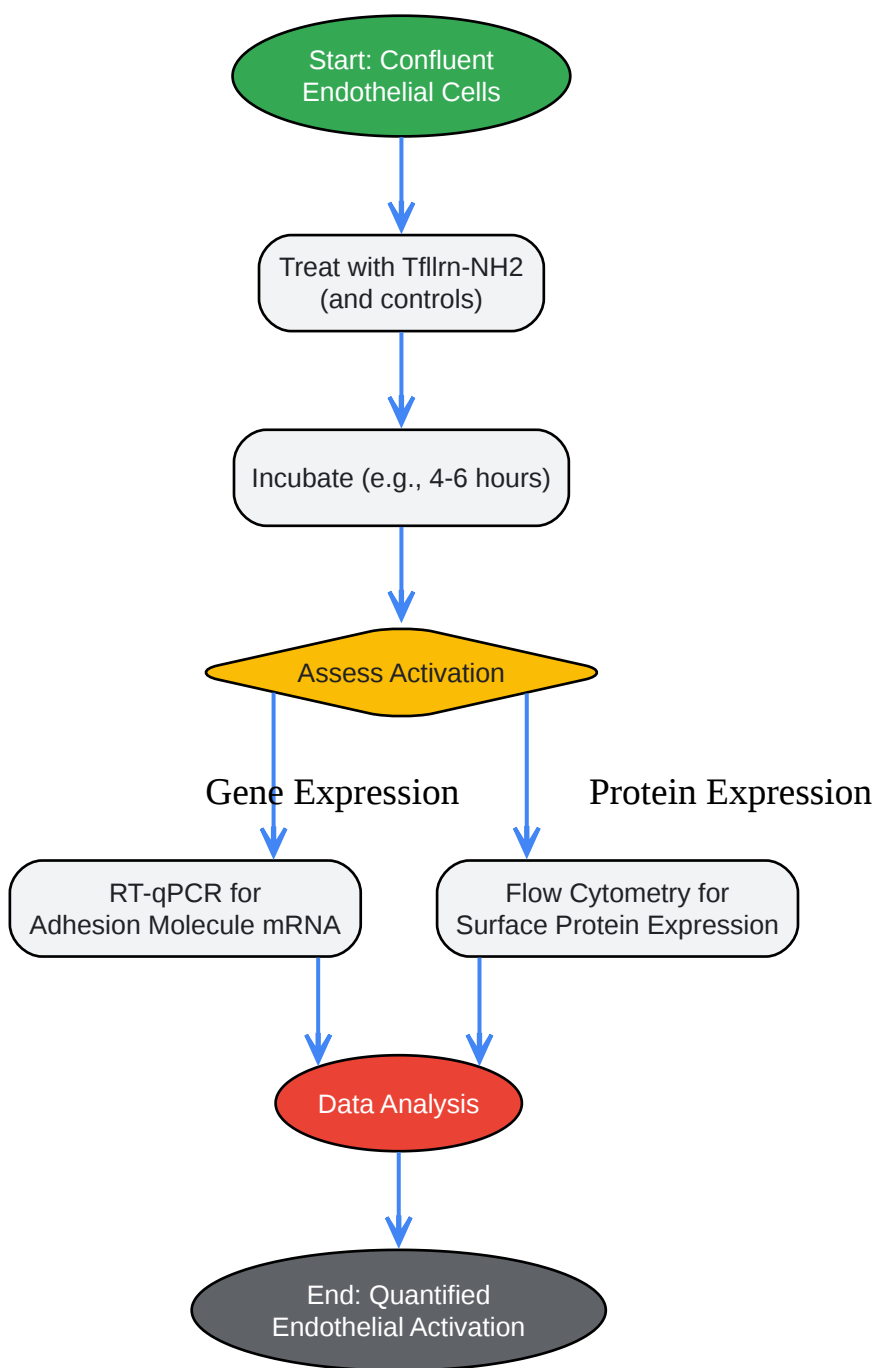 Start: Confluent
Endothelial Cells
Treat with Tfllrn-NH2
(and controls)
Incubate (e.g., 4-6 hours)
Assess Activation
Gene Expression
Protein Expression
RT-qPCR for
Adhesion Molecule mRNA
Flow Cytometry for
Surface Protein Expression
Data Analysis
End: Quantified
Endothelial Activation